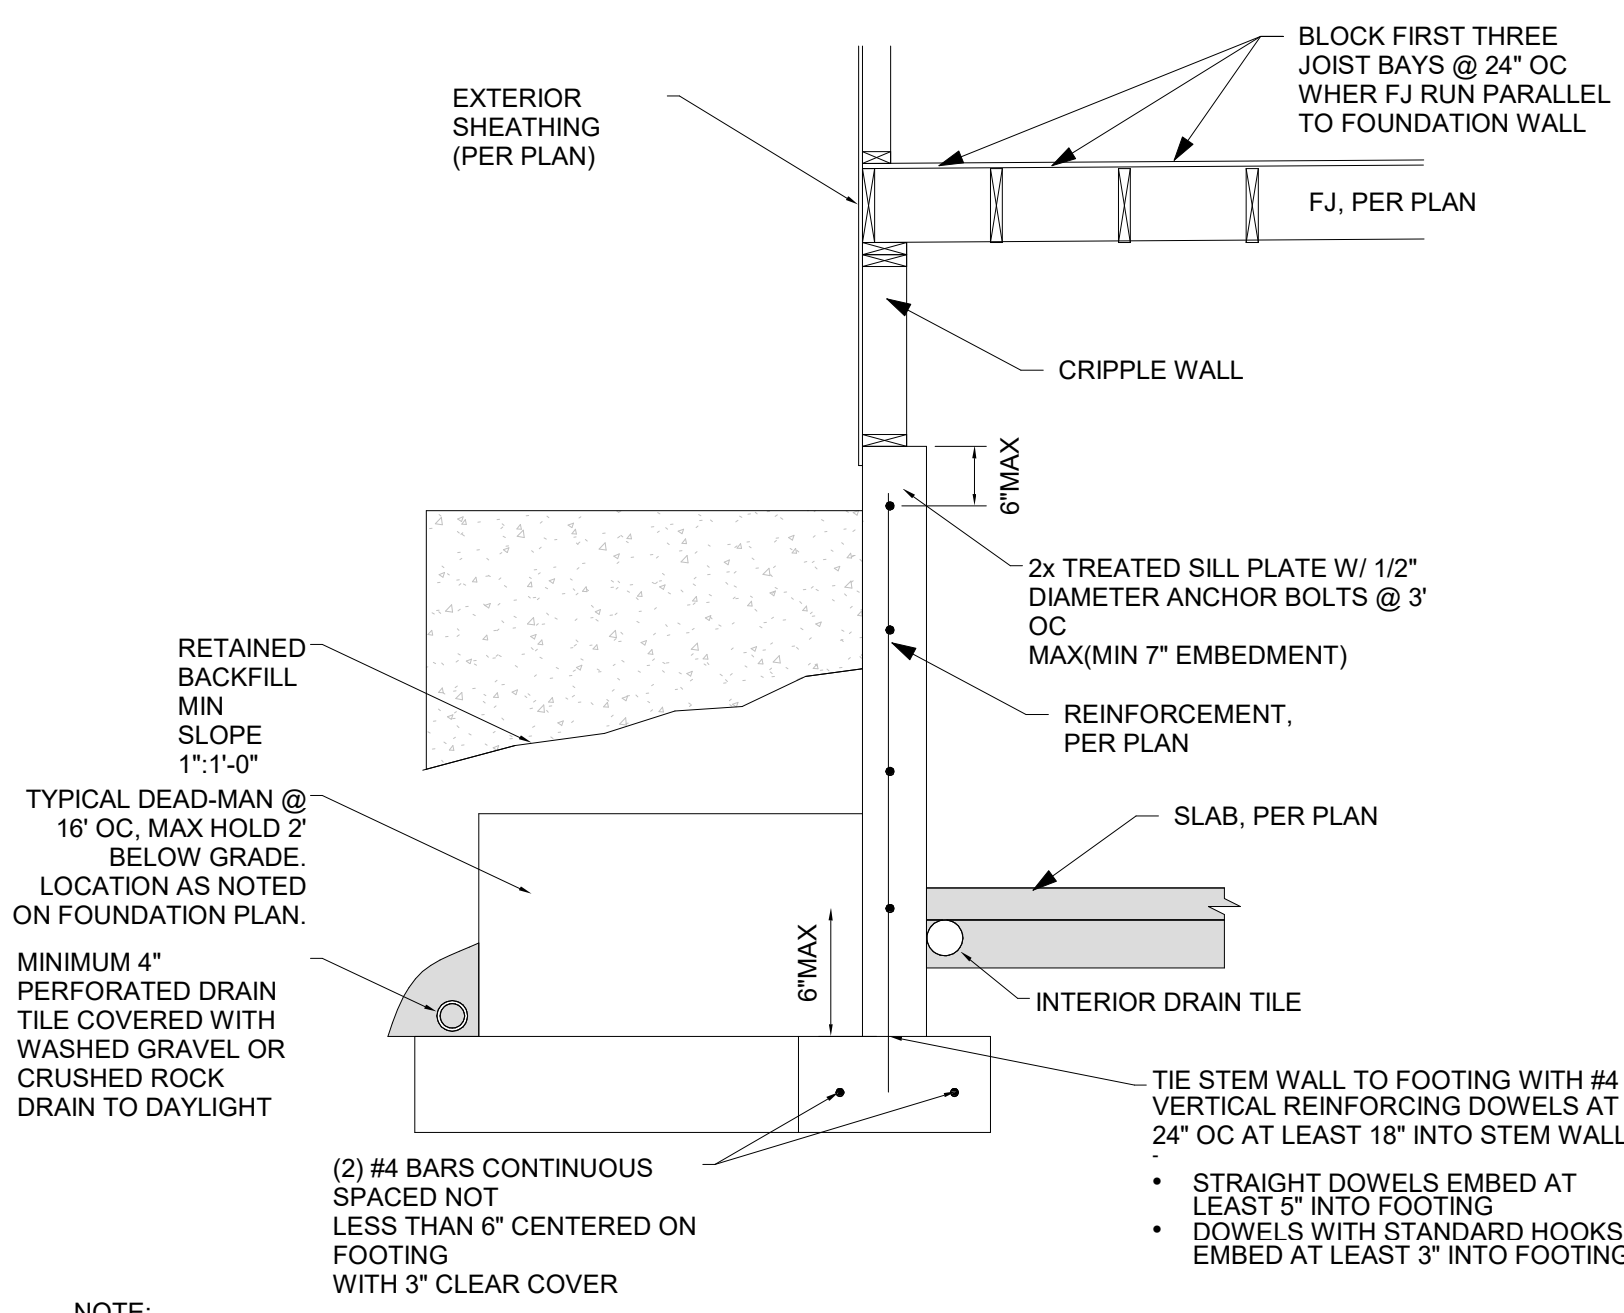 BLOCK FIRST THREE
JOIST BAYS @ 24" OC
WHER FJ RUN PARALLEL
TO FOUNDATION WALL
EXTERIOR
SHEATHING
(PER PLAN)
FJ, PER PLAN
CRIPPLE WALL
6"MAX
2x TREATED SILL PLATE W/ 1/2"
DIAMETER ANCHOR BOLTS @ 3'
OC
MAX(MIN 7" EMBEDMENT)
RETAINED
BACKFILL
MIN
SLOPE
1":1'-0"
REINFORCEMENT,
PER PLAN
TYPICAL DEAD-MAN @
16' OC, MAX HOLD 2'
BELOW GRADE.
LOCATION AS NOTED
ON FOUNDATION PLAN.
SLAB, PER PLAN
6"MAX
MINIMUM 4"
PERFORATED DRAIN
TILE COVERED WITH
WASHED GRAVEL OR
CRUSHED ROCK
DRAIN TO DAYLIGHT
INTERIOR DRAIN TILE
TIE STEM WALL TO FOOTING WITH #4
VERTICAL REINFORCING DOWELS AT
24" OC AT LEAST 18" INTO STEM WALL
-
• STRAIGHT DOWELS EMBED AT
LEAST 5" INTO FOOTING
• DOWELS WITH STANDARD HOOKS
EMBED AT LEAST 3" INTO FOOTING
(2) #4 BARS CONTINUOUS
SPACED NOT
LESS THAN 6" CENTERED ON
FOOTING
WITH 3" CLEAR COVER
NOTE: